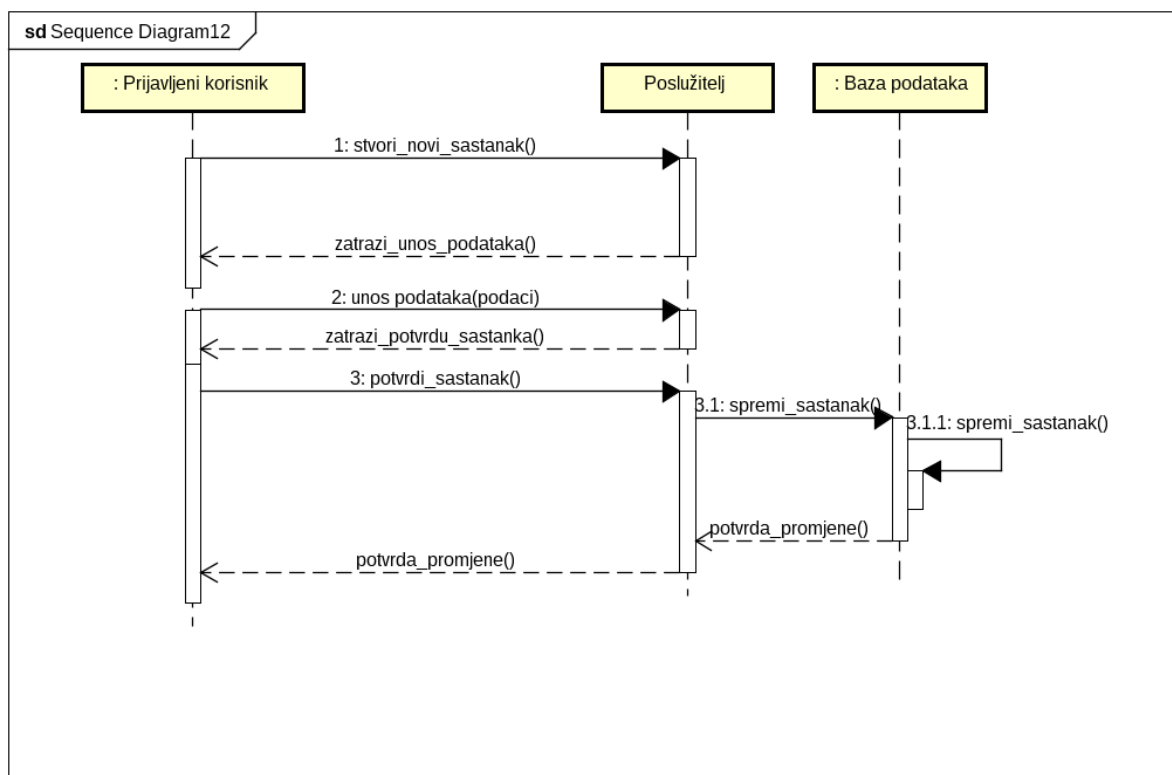 sd Sequence Diagram12
: Prijavljeni korisnik
Poslužitelj
: Baza podataka
1: stvori_novi_sastanak()
zatrazi_unos_podataka()
2: unos podataka(podaci)
zatrazi_potvrdu_sastanka()
3: potvrdi_sastanak()
3.1: spremi_sastanak()
3.1.1: spremi_sastanak()
potvrda_promjene()
potvrda_promjene()